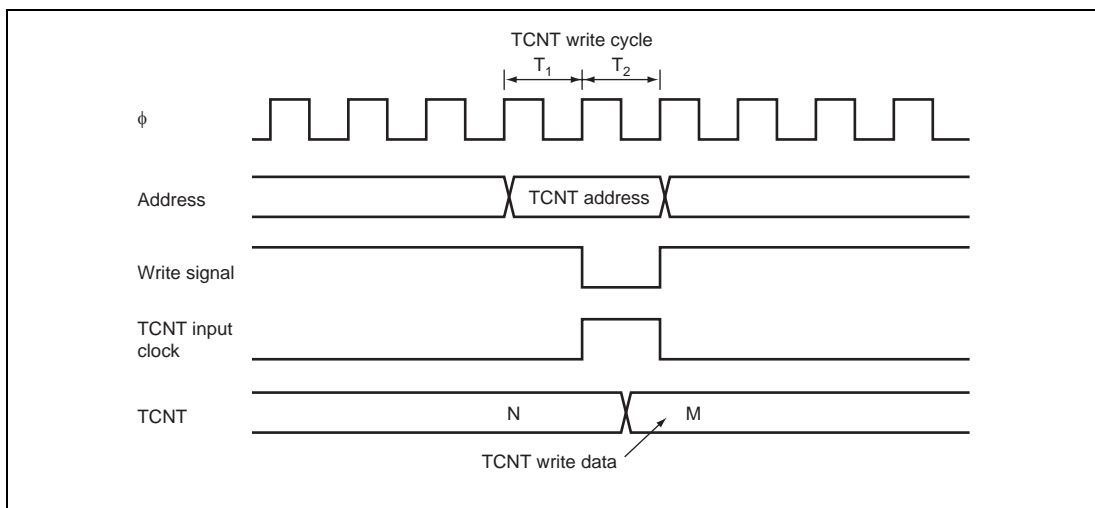 TCNT write cycle
T1 T2
ϕ
Address
TCNT address
Write signal
TCNT input
clock
TCNT
N M
TCNT write data